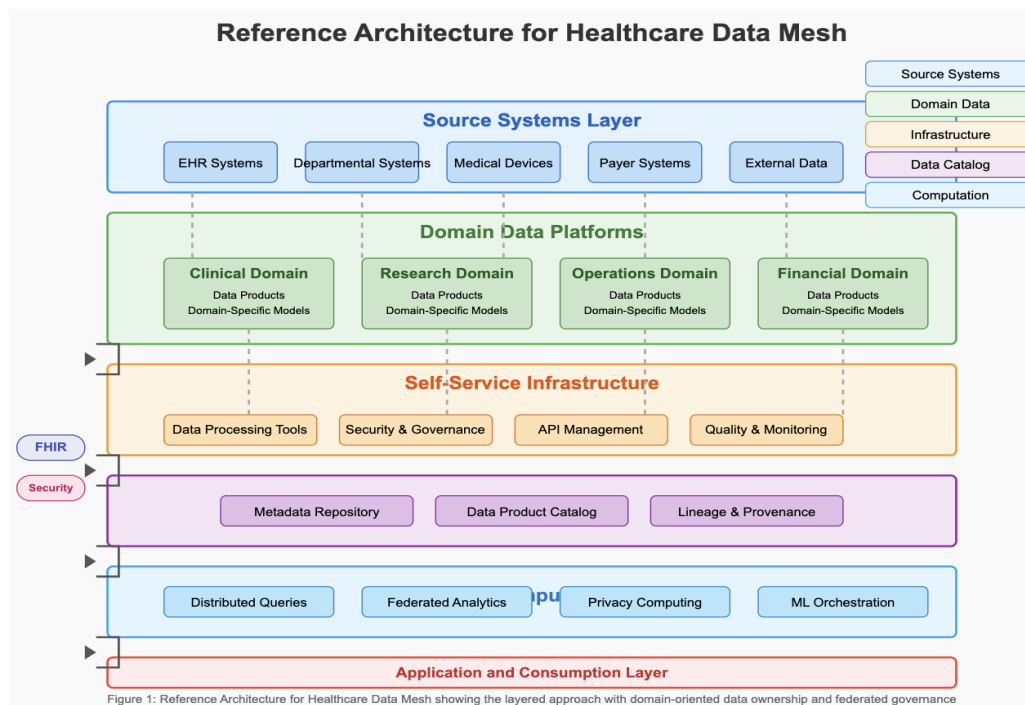 Reference Architecture for Healthcare Data Mesh
Source Systems
Domain Data
Infrastructure
Data Catalog
Computation
Source Systems Layer
EHR Systems
Departmental Systems
Medical Devices
Payer Systems
External Data
Domain Data Platforms
Clinical Domain
Data Products
Domain-Specific Models
Research Domain
Data Products
Domain-Specific Models
Operations Domain
Data Products
Domain-Specific Models
Financial Domain
Data Products
Domain-Specific Models
Self-Service Infrastructure
Data Processing Tools
Security & Governance
API Management
Quality & Monitoring
FHIR
Security
Metadata Repository
Data Product Catalog
Lineage & Provenance
Distributed Queries
Federated Analytics
Privacy Computing
ML Orchestration
Application and Consumption Layer
Figure 1: Reference Architecture for Healthcare Data Mesh showing the layered approach with domain-oriented data ownership and federated governance